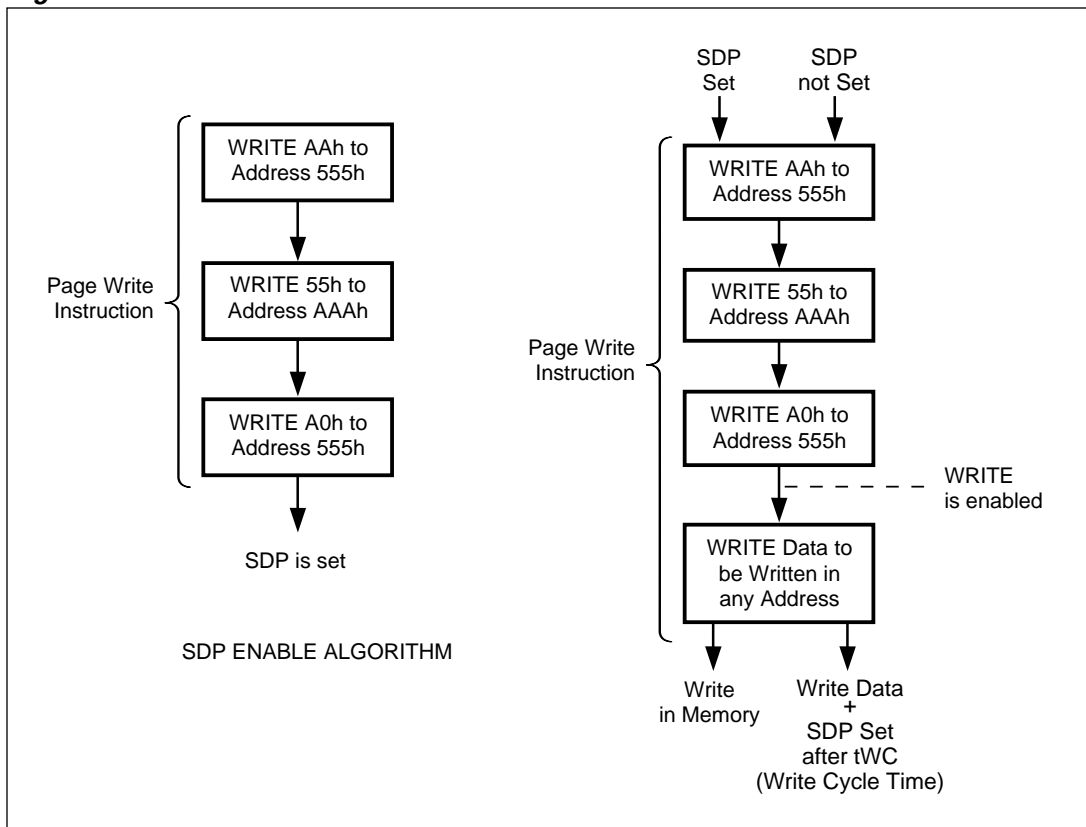 Page Write
Instruction
WRITE AAh to
Address 555h
WRITE 55h to
Address AAAh
WRITE A0h to
Address 555h
SDP is set
SDP ENABLE ALGORITHM
SDP
Set
SDP
not Set
Page Write
Instruction
WRITE AAh to
Address 555h
WRITE 55h to
Address AAAh
WRITE A0h to
Address 555h
WRITE
is enabled
WRITE Data to
be Written in
any Address
Write
in Memory
Write Data
+
SDP Set
after tWC
(Write Cycle Time)